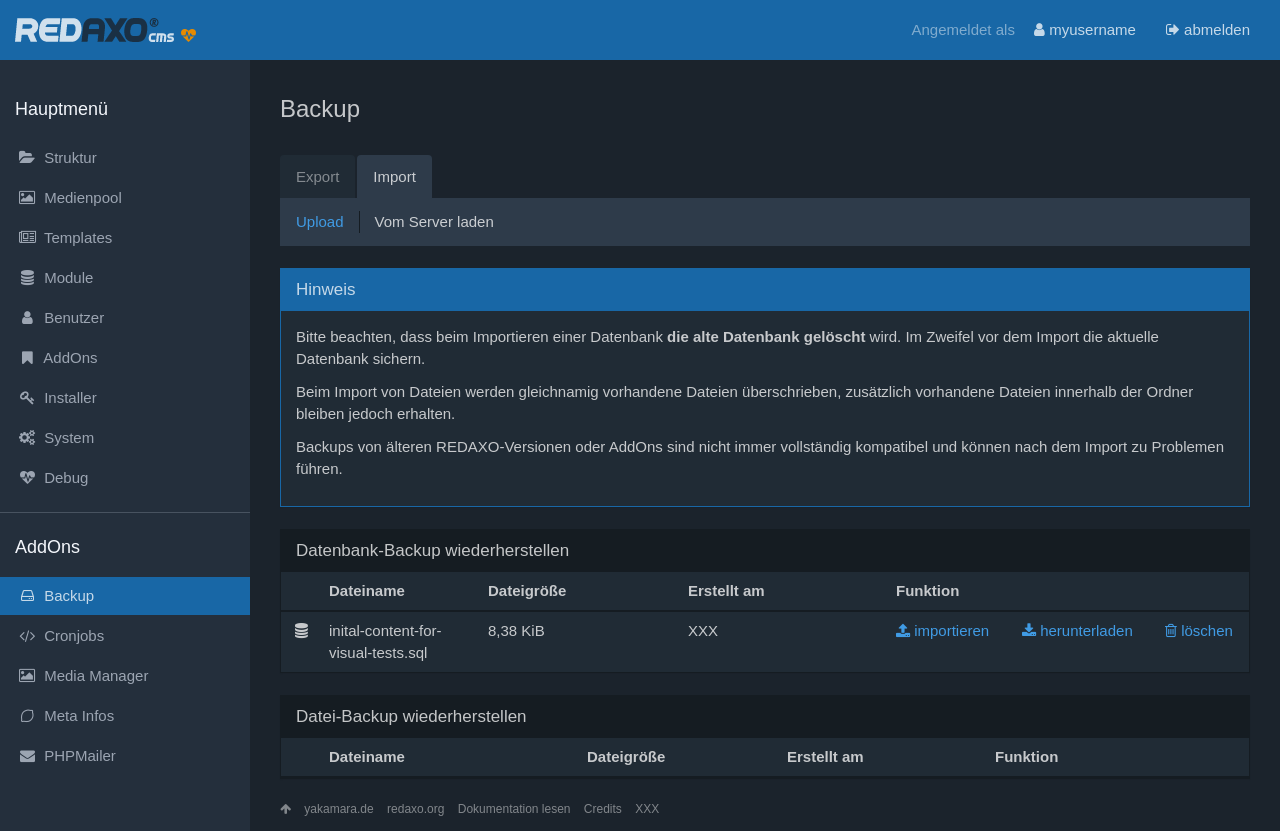 REDAXO® cms
Angemeldet als myusername abmelden
Hauptmenü
Struktur
Medienpool
Templates
Module
Benutzer
AddOns
Installer
System
Debug
AddOns
Backup
Cronjobs
Media Manager
Meta Infos
PHPMailer
Backup
Export Import
Upload Vom Server laden
Hinweis
Bitte beachten, dass beim Importieren einer Datenbank die alte Datenbank gelöscht wird. Im Zweifel vor dem Import die aktuelle
Datenbank sichern.
Beim Import von Dateien werden gleichnamig vorhandene Dateien überschrieben, zusätzlich vorhandene Dateien innerhalb der Ordner
bleiben jedoch erhalten.
Backups von älteren REDAXO-Versionen oder AddOns sind nicht immer vollständig kompatibel und können nach dem Import zu Problemen
führen.
Datenbank-Backup wiederherstellen
Dateiname Dateigröße Erstellt am Funktion
inital-content-for- 8,38 KiB XXX importieren herunterladen löschen
visual-tests.sql
Datei-Backup wiederherstellen
Dateiname Dateigröße Erstellt am Funktion
yakamara.de redaxo.org Dokumentation lesen Credits XXX